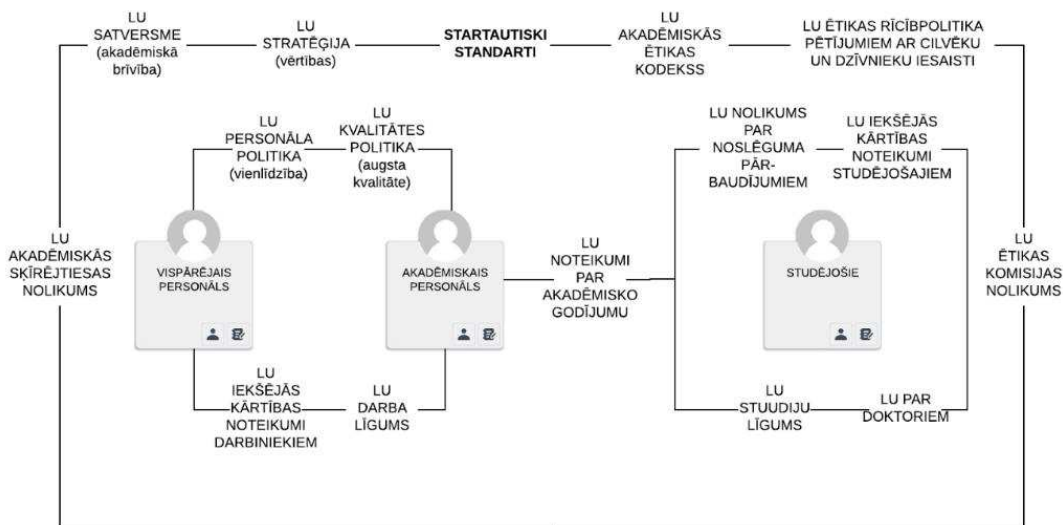 LU
SATVERSME
(akadēmiskā
brīvība)
LU
STRATĒĢIJA
(vērtības)
STARTAUTISKI
STANDARTI
LU
AKADĒMISKĀS
ĒTIKAS
KODEKSS
LU ĒTIKAS RĪCĪBPOLITIKA
PĒTĪJUMIEM AR CILVĒKU
UN DZĪVNIEKU IESAISTI
LU
PERSONĀLA
POLITIKA
(vienlīdzība)
LU
KVALITĀTES
POLITIKA
(augsta
kvalitāte)
LU NOLIKUMS
PAR
NOSLĒGUMA
PĀR-
BAUDĪJUMIEM
LU IEKŠĒJĀS
KĀRTĪBAS
NOTEIKUMI
STUDĒJOŠAJIEM
LU
AKADĒMISKĀS
ŠĶĪRĒJTIESAS
NOLIKUMS
VISPĀRĒJAIS
PERSONĀLS
AKADĒMISKAIS
PERSONĀLS
LU
NOTEIKUMI
PAR
AKADĒMISKO
GODĪJUMU
STUDĒJOŠIE
LU
ĒTIKAS
KOMISIJAS
NOLIKUMS
LU
IEKŠĒJĀS
KĀRTĪBAS
NOTEIKUMI
DARBINIEKIEM
LU
DARBA
LĪGUMS
LU
STUUDIJU
LĪGUMS
LU PAR
DOKTORIEM